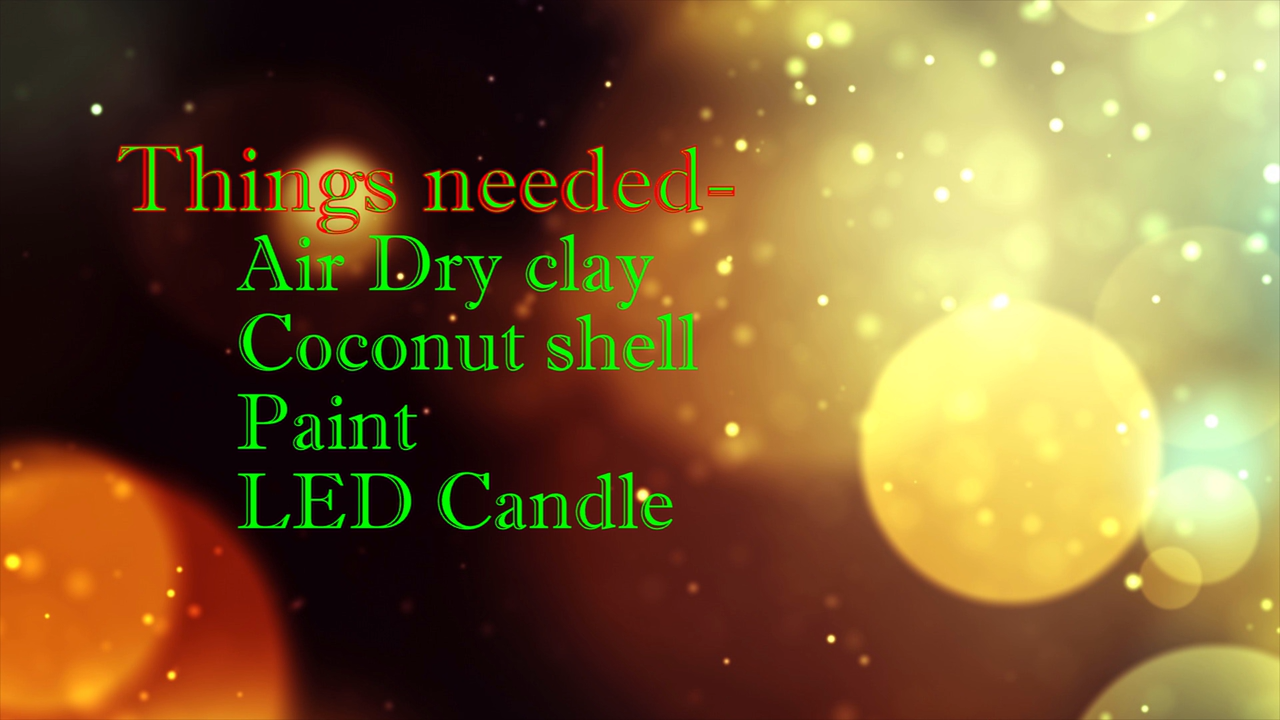 Things needed-
Air Dry clay
Coconut shell
Paint
LED Candle